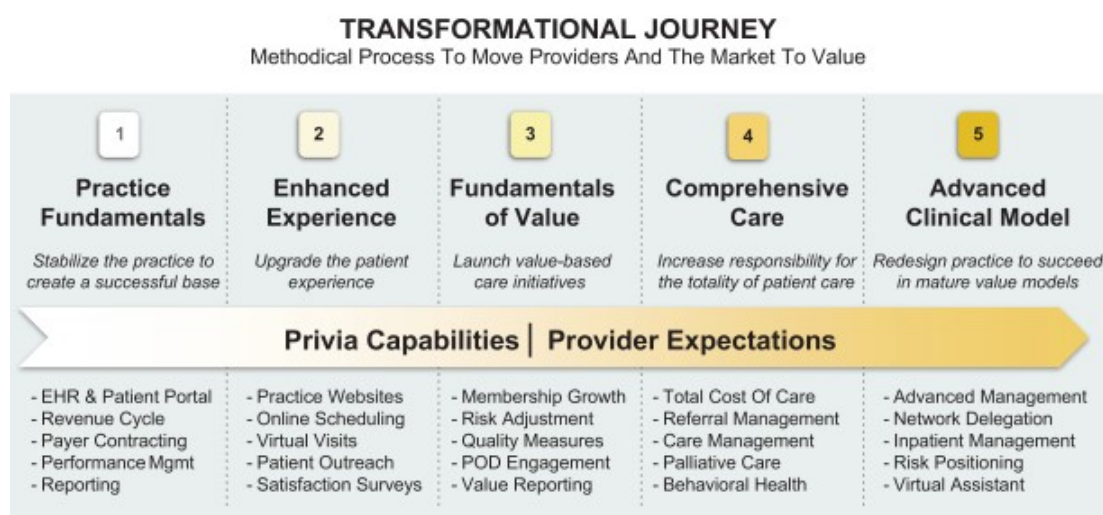 TRANSFORMATIONAL JOURNEY
Methodical Process To Move Providers And The Market To Value
1
Practice
Fundamentals
Stabilize the practice to
create a successful base
2
Enhanced
Experience
Upgrade the patient
experience
3
Fundamentals
of Value
Launch value-based
care initiatives
4
Comprehensive
Care
Increase responsibility for
the totality of patient care
5
Advanced
Clinical Model
Redesign practice to succeed
in mature value models
Privia Capabilities | Provider Expectations
- EHR & Patient Portal
- Revenue Cycle
- Payer Contracting
- Performance Mgmt
- Reporting
- Practice Websites
- Online Scheduling
- Virtual Visits
- Patient Outreach
- Satisfaction Surveys
- Membership Growth
- Risk Adjustment
- Quality Measures
- POD Engagement
- Value Reporting
- Total Cost Of Care
- Referral Management
- Care Management
- Palliative Care
- Behavioral Health
- Advanced Management
- Network Delegation
- Inpatient Management
- Risk Positioning
- Virtual Assistant